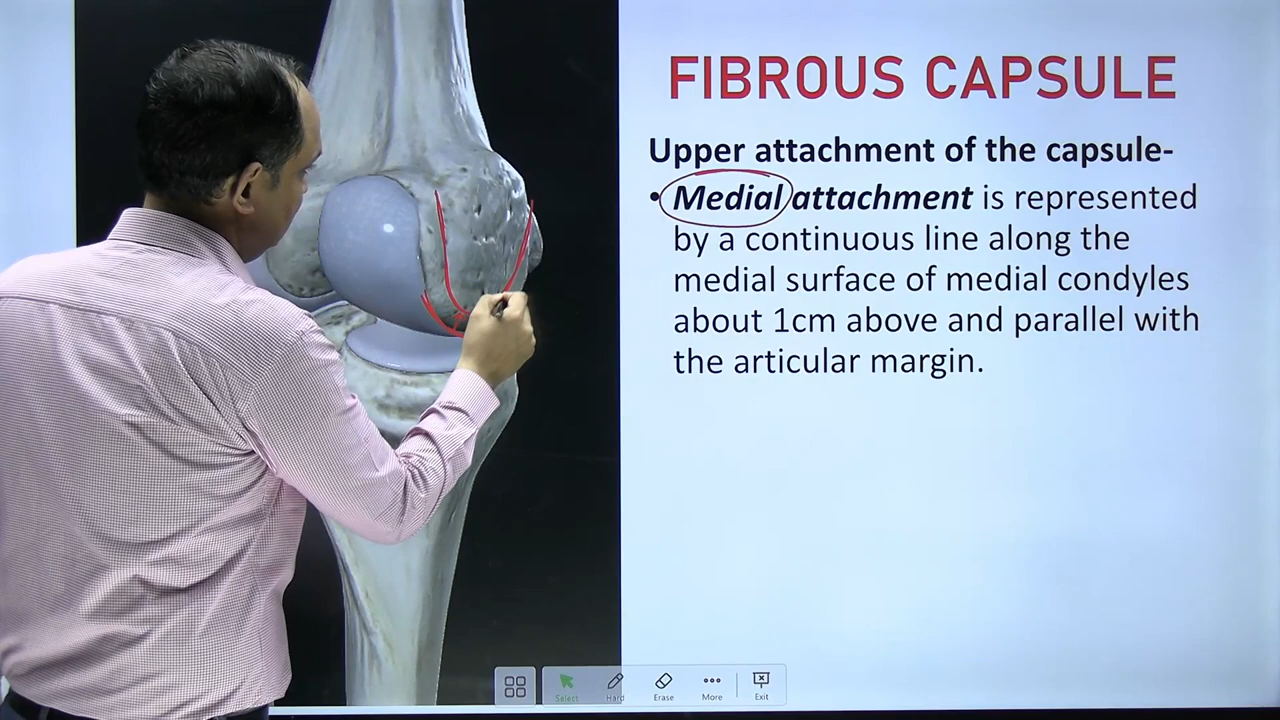 FIBROUS CAPSULE
Upper attachment of the capsule-
• Medial attachment is represented
by a continuous line along the
medial surface of medial condyles
about 1cm above and parallel with
the articular margin.
Select
Hard
Erase
More
Exit